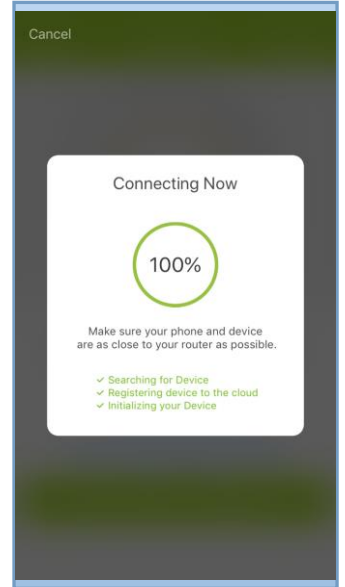 Cancel
Connecting Now
100%
Make sure your phone and device
are as close to your router as possible.
✓ Searching for Device
✓ Registering device to the cloud
✓ Initializing your Device